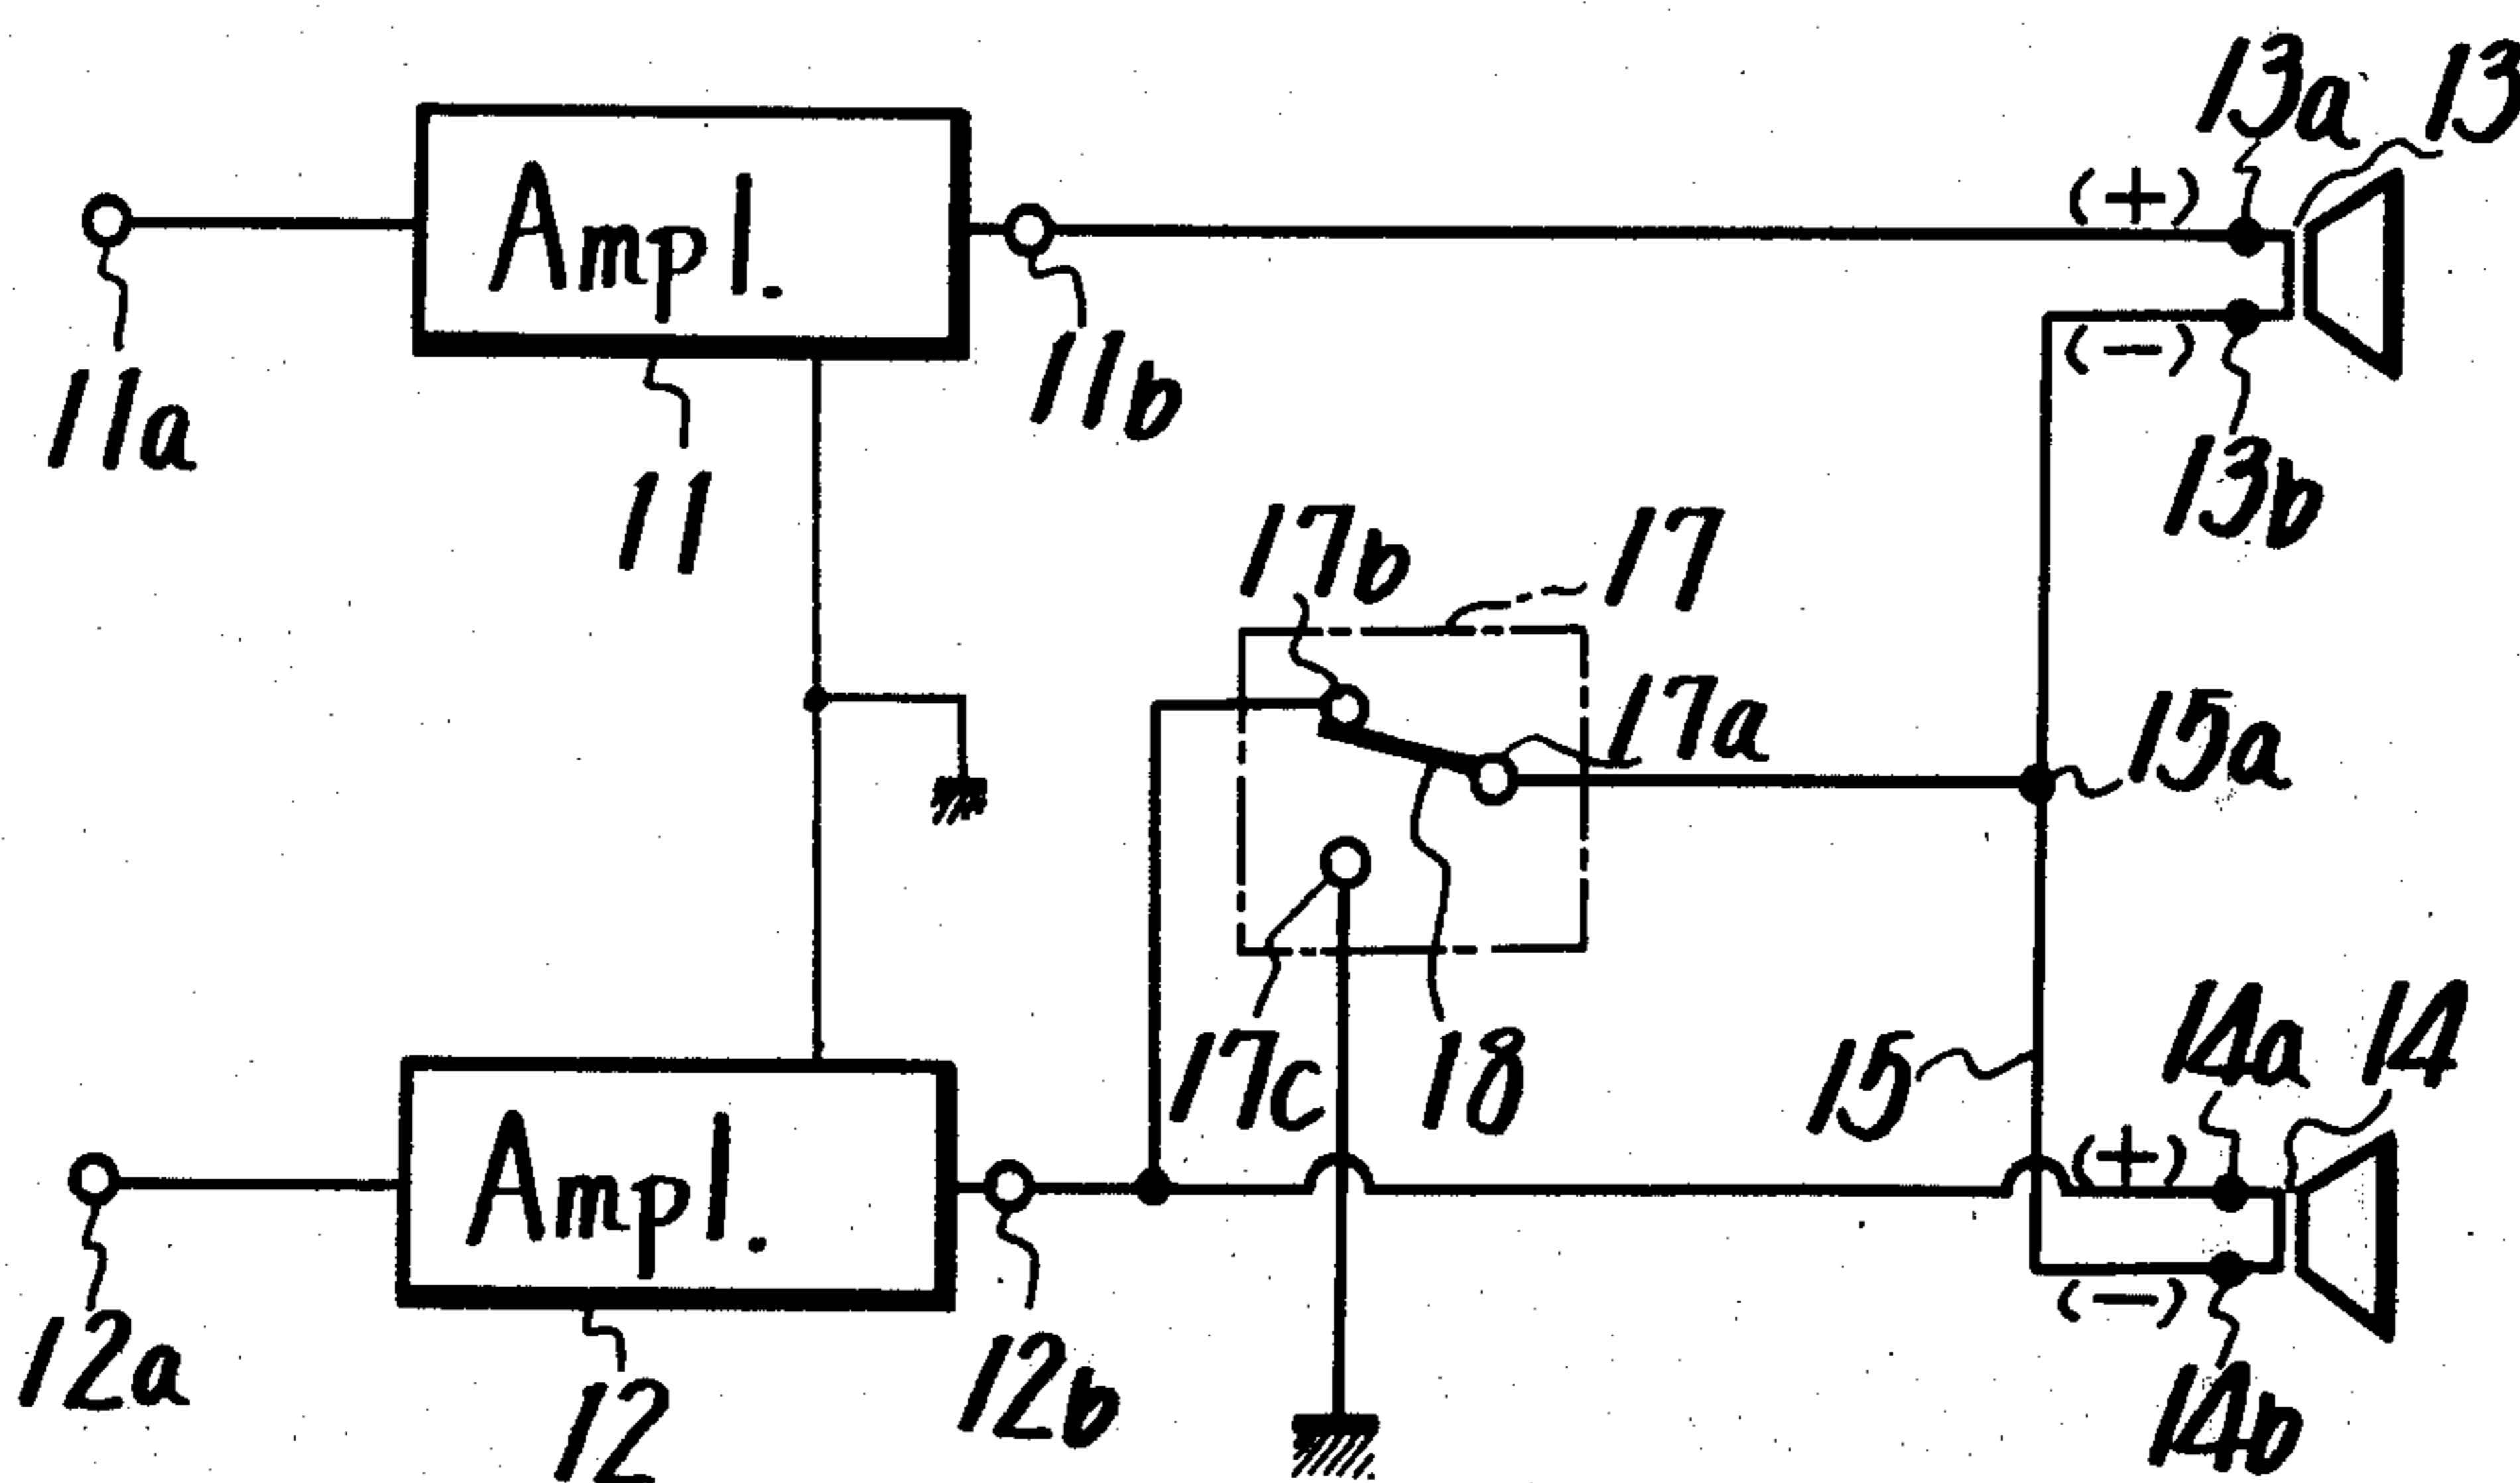 13a 13
Ampl.
(+)
11a
11b
(-)
11
13b
17b 17
17a
15a
14a 14
17c 18
15
(+)
Ampl.
(-)
12a
12b
12
14b